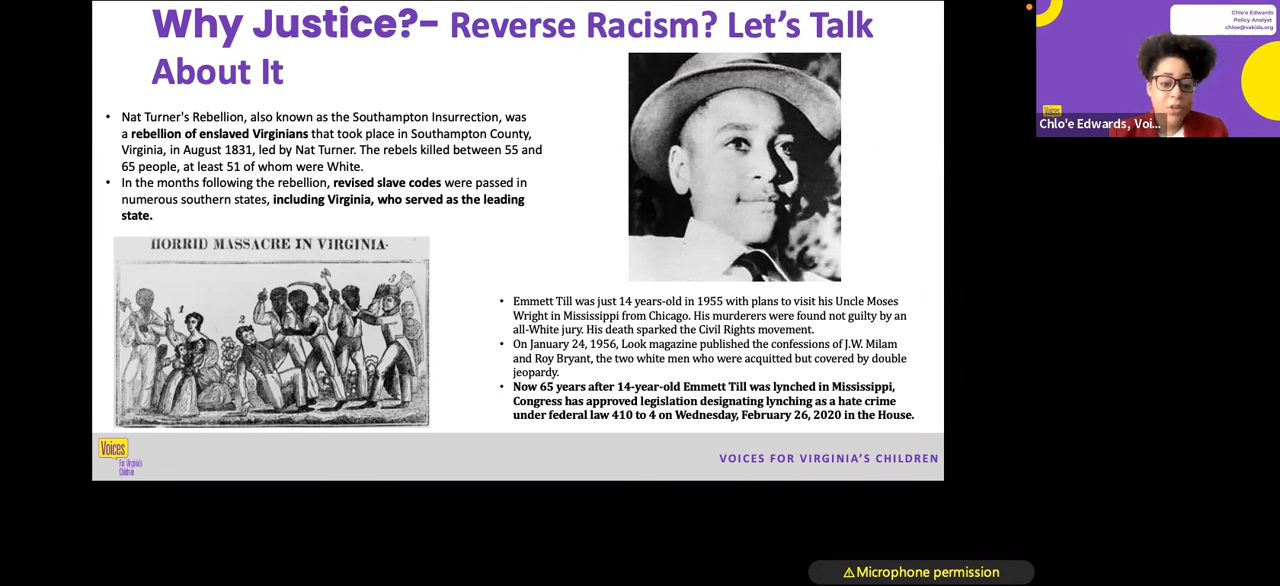 Why Justice?- Reverse Racism? Let's Talk
About It
• Nat Turner's Rebellion, also known as the Southampton Insurrection, was
a rebellion of enslaved Virginians that took place in Southampton County,
Virginia, in August 1831, led by Nat Turner. The rebels killed between 55 and
65 people, at least 51 of whom were White.
• In the months following the rebellion, revised slave codes were passed in
numerous southern states, including Virginia, who served as the leading
state.
HORRID MASSACRE IN VIRGINIA.
1
2
3
• Emmett Till was just 14 years-old in 1955 with plans to visit his Uncle Moses
Wright in Mississippi from Chicago. His murderers were found not guilty by an
all-White jury. His death sparked the Civil Rights movement.
• On January 24, 1956, Look magazine published the confessions of J.W. Milam
and Roy Bryant, the two white men who were acquitted but covered by double
jeopardy.
• Now 65 years after 14-year-old Emmett Till was lynched in Mississippi,
Congress has approved legislation designating lynching as a hate crime
under federal law 410 to 4 on Wednesday, February 26, 2020 in the House.
Voices
For Virginia's
Children
VOICES FOR VIRGINIA'S CHILDREN
Chlo'e Edwards
Policy Analyst
chloe@vakids.org
Voices
Chlo'e Edwards, Voi...
⚠Microphone permission